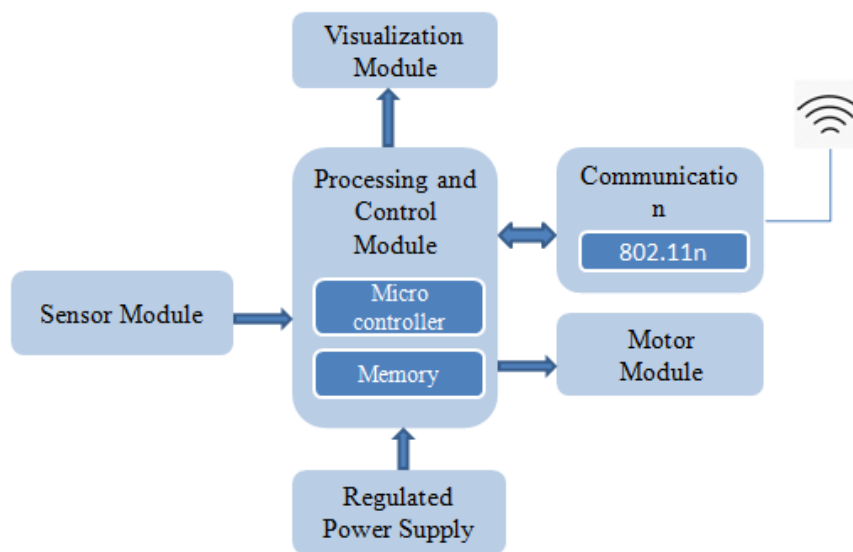 Visualization
Module
Processing and
Control
Module
Micro
controller
Memory
Communicatio
n
802.11n
Sensor Module
Motor
Module
Regulated
Power Supply